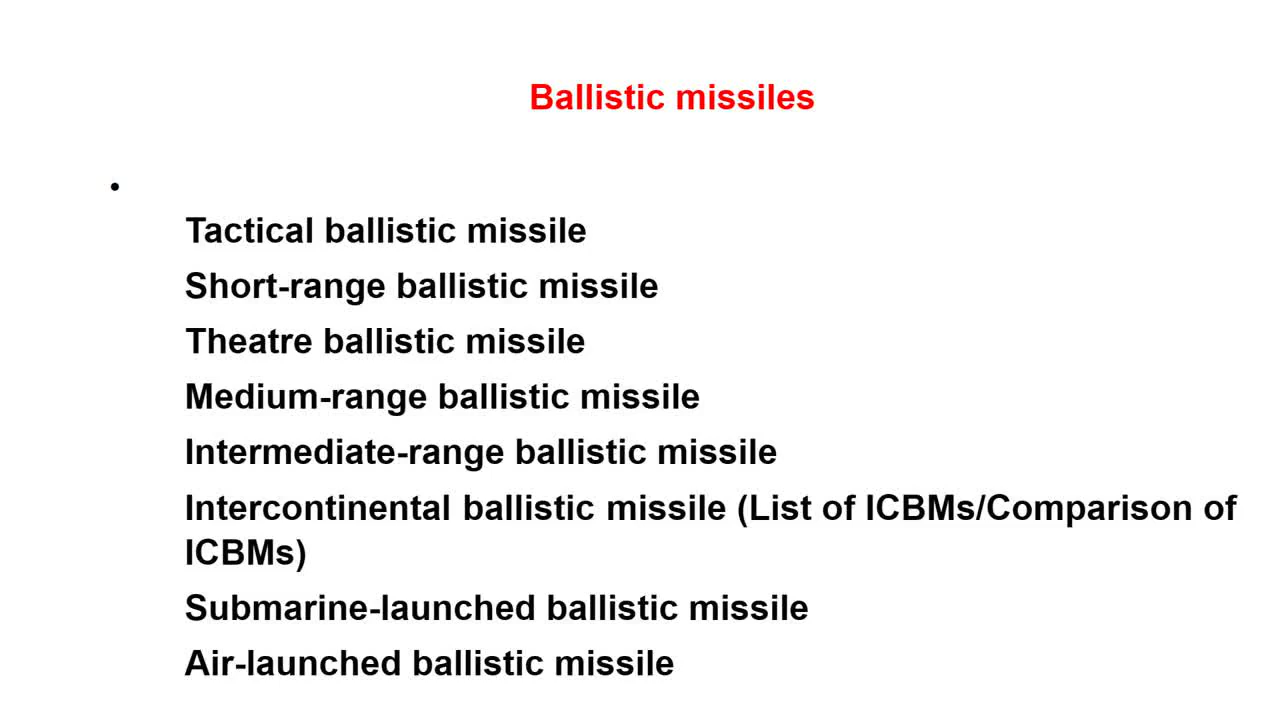 Ballistic missiles
•
Tactical ballistic missile
Short-range ballistic missile
Theatre ballistic missile
Medium-range ballistic missile
Intermediate-range ballistic missile
Intercontinental ballistic missile (List of ICBMs/Comparison of
ICBMs)
Submarine-launched ballistic missile
Air-launched ballistic missile